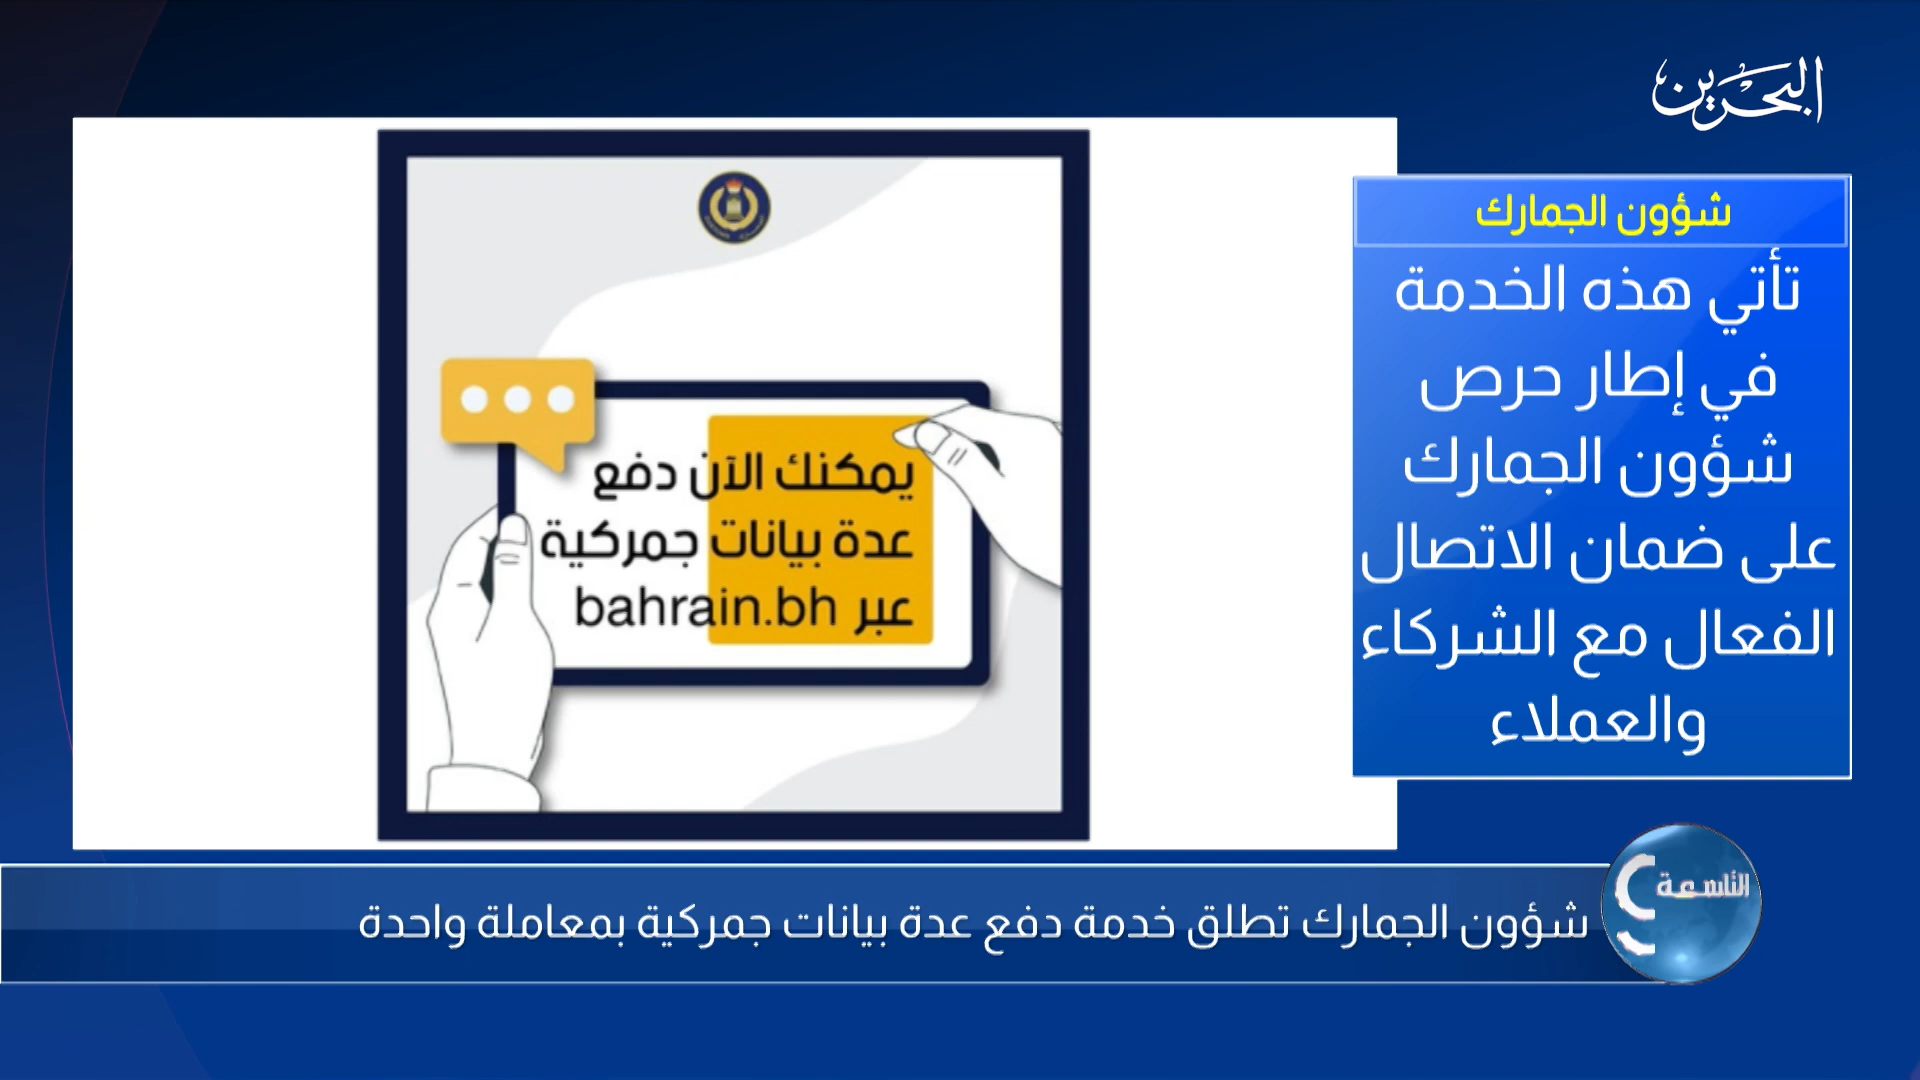 البحرين
شؤون الجمارك
تأتي هذه الخدمة
في إطار حرص
شؤون الجمارك
على ضمان الاتصال
الفعال مع الشركاء
والعملاء
يمكنك الآن دفع
عدة بيانات جمركية
عبر bahrain.bh
التاسعة
شؤون الجمارك تطلق خدمة دفع عدة بيانات جمركية بمعاملة واحدة